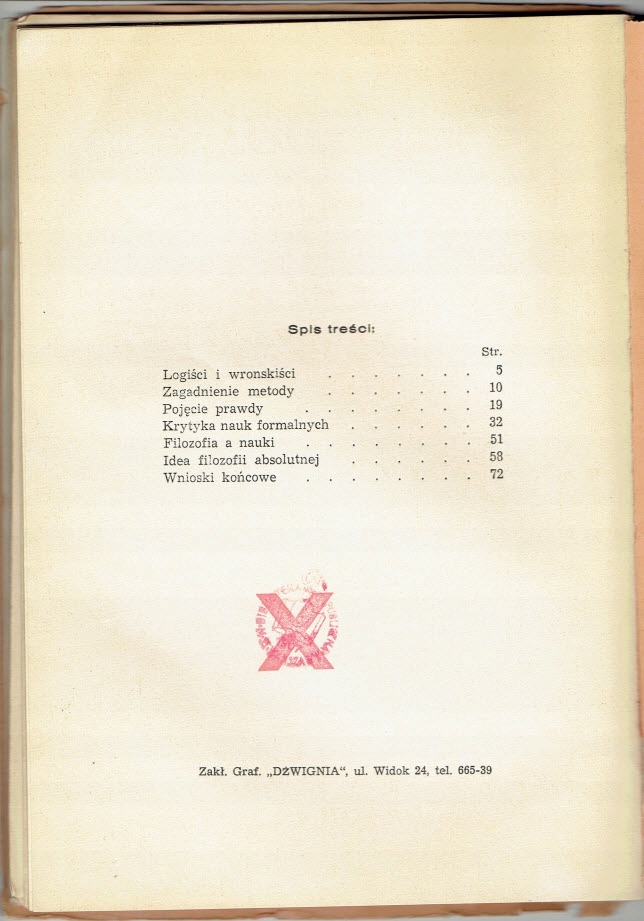 Spis treści:
Str.
Logiści i wronskiści . . . . . . . 5
Zagadnienie metody . . . . . . . 10
Pojęcie prawdy . . . . . . . . 19
Krytyka nauk formalnych . . . . . . 32
Filozofia a nauki . . . . . . . . 51
Idea filozofii absolutnej . . . . . . 58
Wnioski końcowe . . . . . . . . 72
Zakł. Graf. „DŹWIGNIA“, ul. Widok 24, tel. 665-39